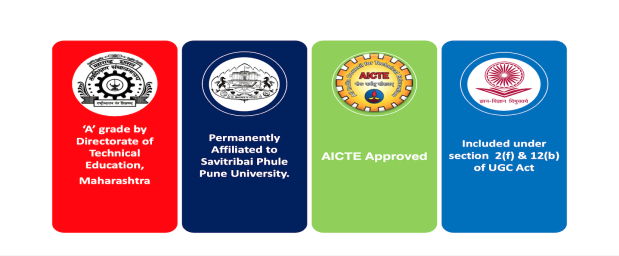 'A' grade by
Directorate of
Technical
Education,
Maharashtra
Permanently
Affiliated to
Savitribai Phule
Pune University.
AICTE
AICTE Approved
ज्ञान-विज्ञान विमुक्तये
Included under
section 2(f) & 12(b)
of UGC Act